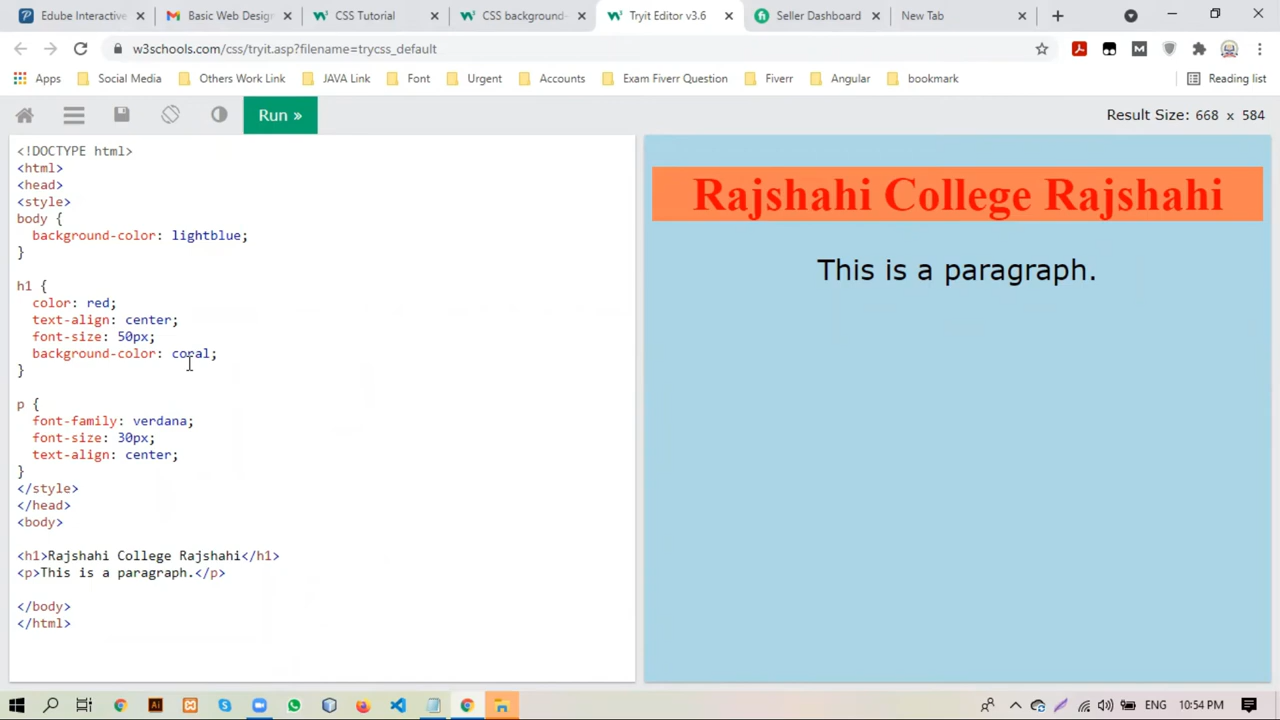 Edube Interactive
Basic Web Desig
CSS Tutorial
CSS background-
Tryit Editor v3.6
Seller Dashboard
New Tab
w3schools.com/css/tryit.asp?filename=trycss_default
Apps
Social Media
Others Work Link
JAVA Link
Font
Urgent
Accounts
Exam Fiverr Question
Fiverr
Angular
bookmark
Reading list
Run »
Result Size: 668 x 584
<!DOCTYPE html>
<html>
<head>
<style>
body {
background-color: lightblue;
}
h1 {
color: red;
text-align: center;
font-size: 50px;
background-color: coral;
}
p {
font-family: verdana;
font-size: 30px;
text-align: center;
}
</style>
</head>
<body>
<h1>Rajshahi College Rajshahi</h1>
<p>This is a paragraph.</p>
</body>
</html>
Rajshahi College Rajshahi
This is a paragraph.
ENG
10:54 PM